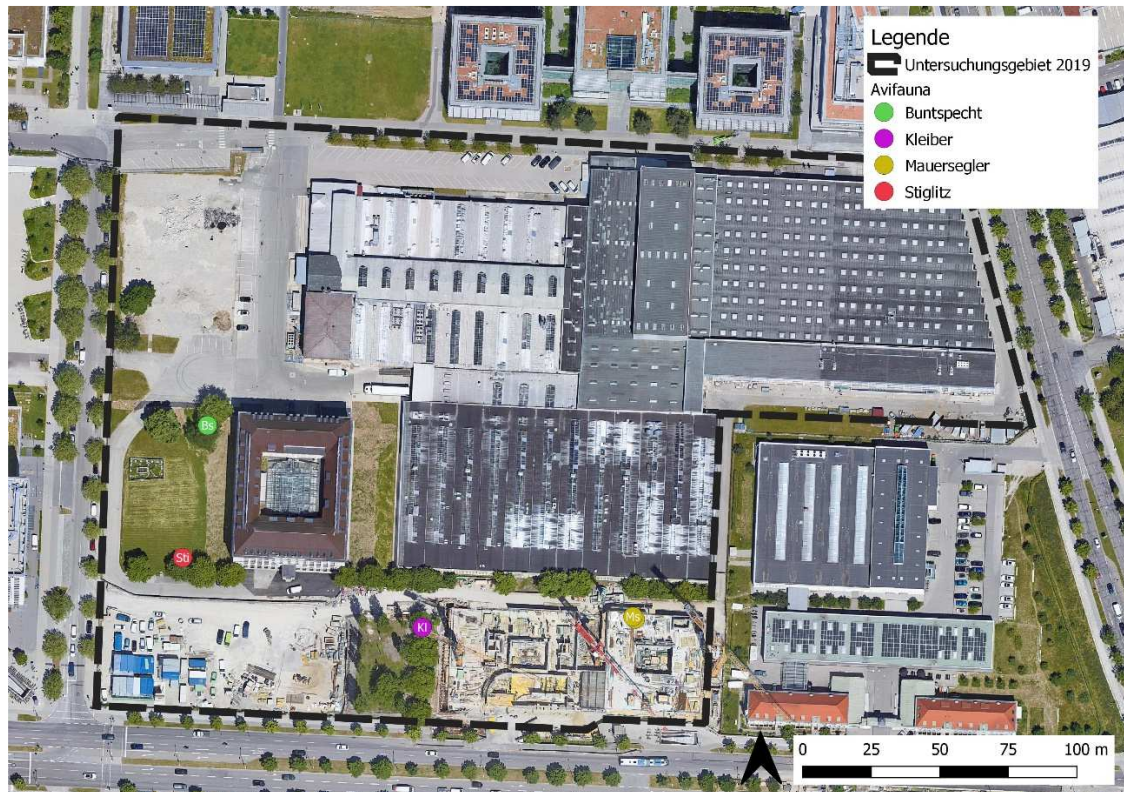 Legende
Untersuchungsgebiet 2019
Avifauna
Buntspecht
Kleiber
Mauersegler
Stiglitz
Bs
Sti
Kl
Ms
0 25 50 75 100 m